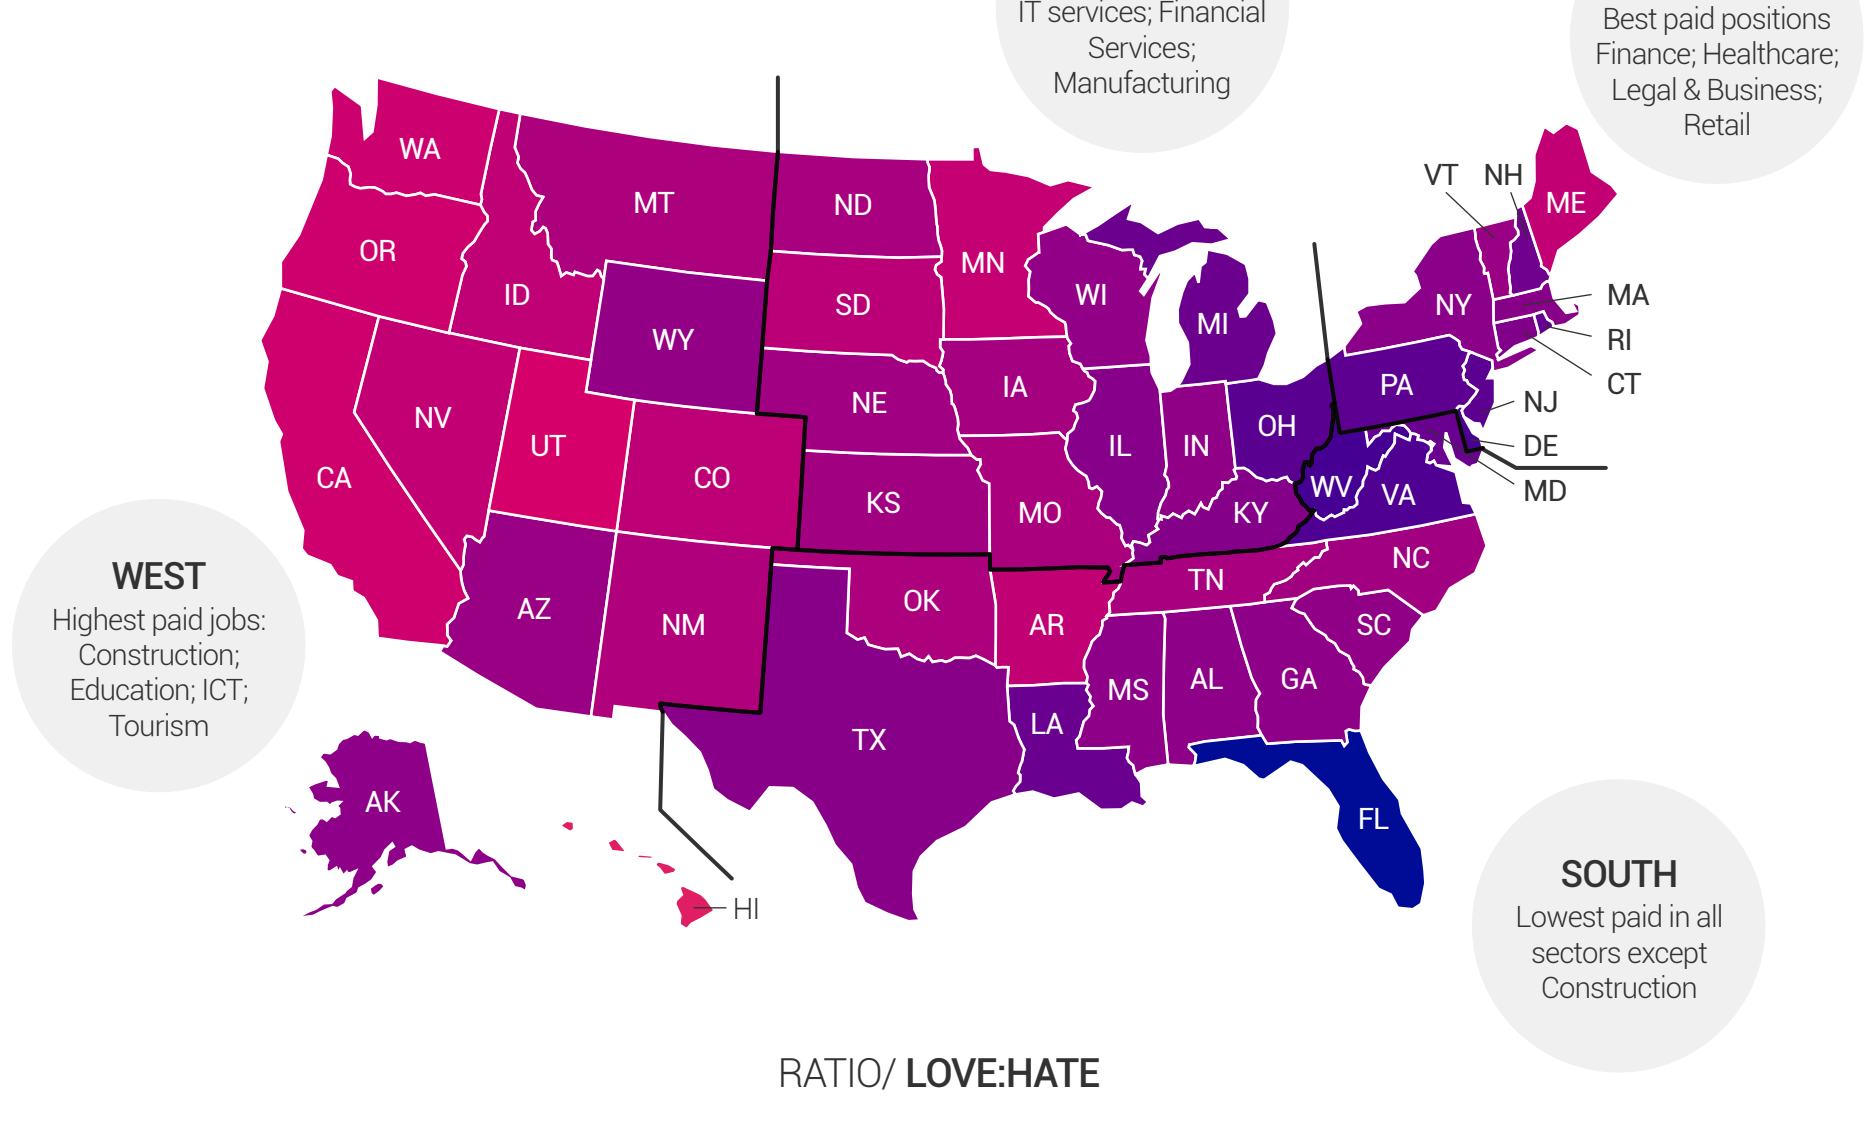 IT services; Financial
Services;
Manufacturing
Best paid positions
Finance; Healthcare;
Legal & Business;
Retail
WA
MT
ND
MN
VT
NH
ME
OR
ID
SD
WI
MI
NY
MA
RI
CT
WY
NE
IA
PA
NJ
NV
UT
CO
KS
MO
IL
IN
OH
WV
VA
DE
MD
CA
KY
NC
TN
AZ
NM
OK
AR
SC
MS
AL
GA
LA
TX
FL
AK
HI
WEST
Highest paid jobs:
Construction;
Education; ICT;
Tourism
SOUTH
Lowest paid in all
sectors except
Construction
RATIO/ LOVE:HATE